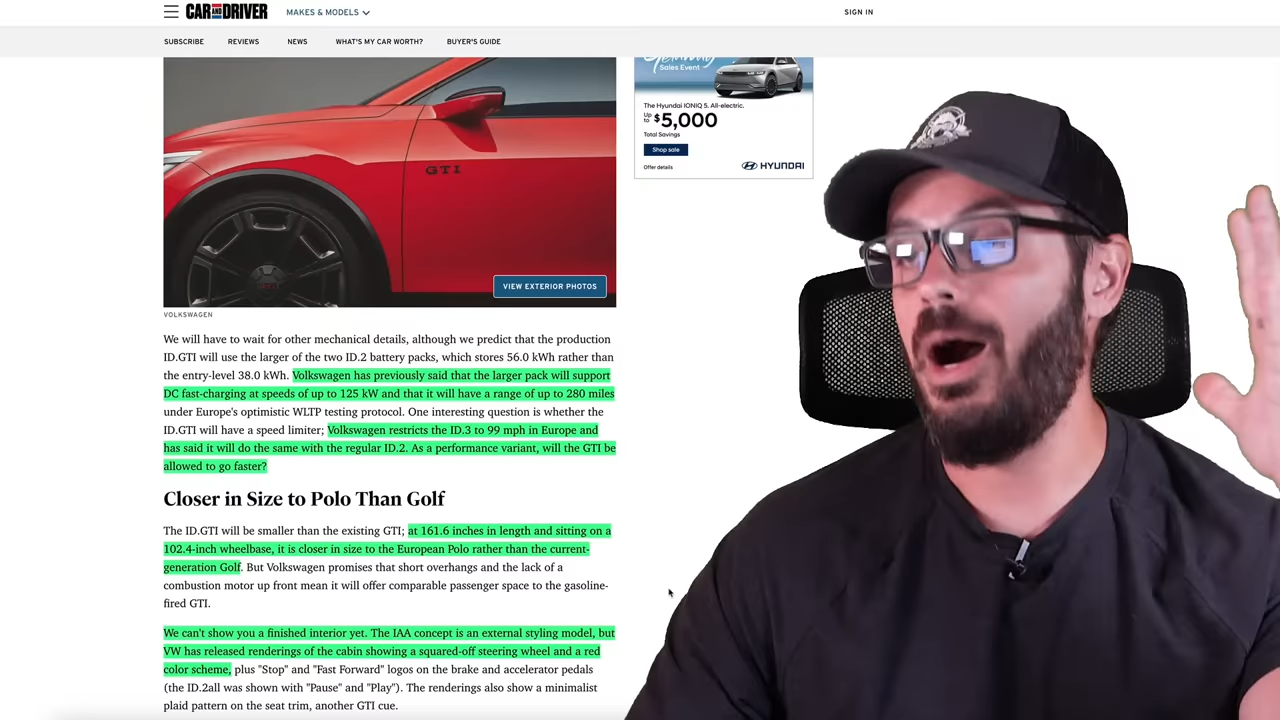 CAR AND DRIVER
MAKES & MODELS
SIGN IN
SUBSCRIBE
REVIEWS
NEWS
WHAT'S MY CAR WORTH?
BUYER'S GUIDE
GTI
VIEW EXTERIOR PHOTOS
VOLKSWAGEN
Sales Event
The Hyundai IONIQ 5. All-electric.
Up to $5,000
Total Savings
Shop sale
Offer details
HYUNDAI
We will have to wait for other mechanical details, although we predict that the production
ID.GTI will use the larger of the two ID.2 battery packs, which stores 56.0 kWh rather than
the entry-level 38.0 kWh. Volkswagen has previously said that the larger pack will support
DC fast-charging at speeds of up to 125 kW and that it will have a range of up to 280 miles
under Europe's optimistic WLTP testing protocol. One interesting question is whether the
ID.GTI will have a speed limiter; Volkswagen restricts the ID.3 to 99 mph in Europe and
has said it will do the same with the regular ID.2. As a performance variant, will the GTI be
allowed to go faster?
Closer in Size to Polo Than Golf
The ID.GTI will be smaller than the existing GTI; at 161.6 inches in length and sitting on a
102.4-inch wheelbase, it is closer in size to the European Polo rather than the current-
generation Golf. But Volkswagen promises that short overhangs and the lack of a
combustion motor up front mean it will offer comparable passenger space to the gasoline-
fired GTI.
We can't show you a finished interior yet. The IAA concept is an external styling model, but
VW has released renderings of the cabin showing a squared-off steering wheel and a red
color scheme, plus "Stop" and "Fast Forward" logos on the brake and accelerator pedals
(the ID.2all was shown with "Pause" and "Play"). The renderings also show a minimalist
plaid pattern on the seat trim, another GTI cue.